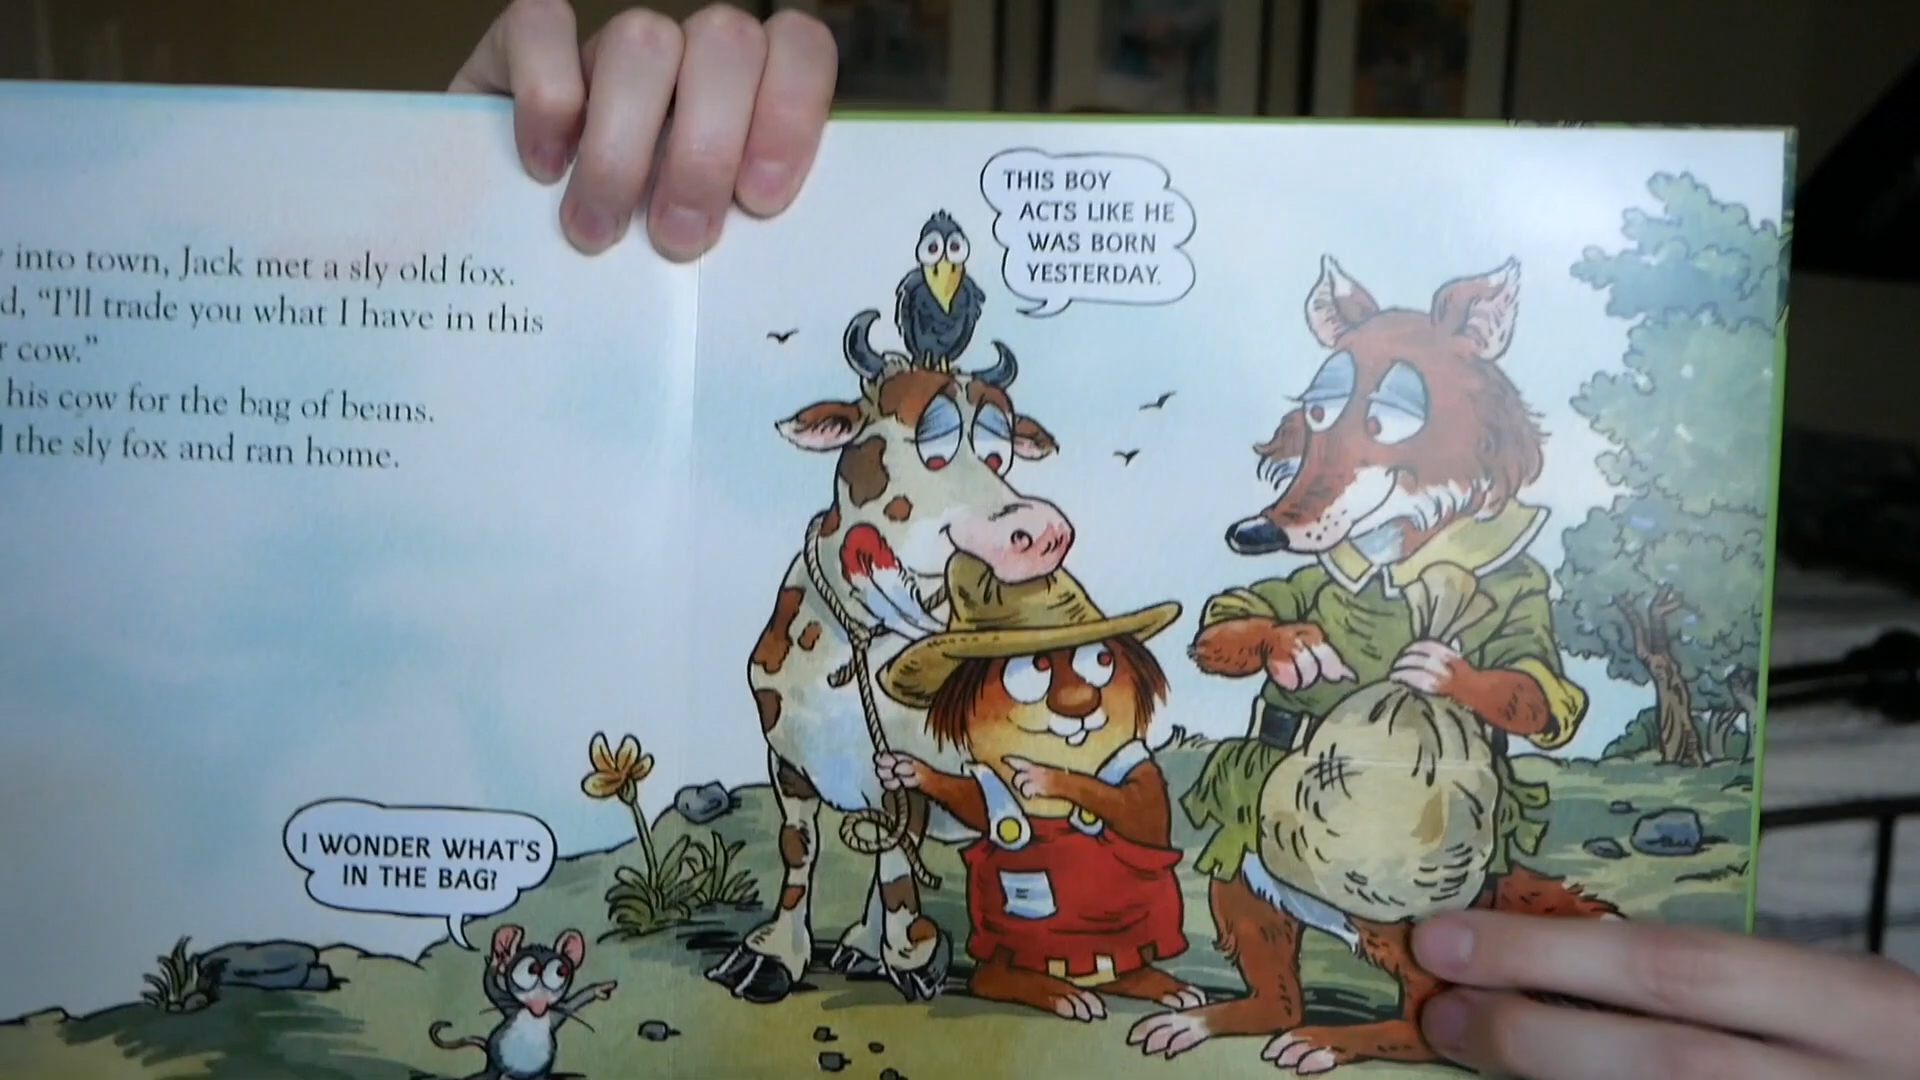 into town, Jack met a sly old fox.
"I'll trade you what I have in this
cow."
his cow for the bag of beans.
the sly fox and ran home.
THIS BOY
ACTS LIKE HE
WAS BORN
YESTERDAY.
I WONDER WHAT'S
IN THE BAG?